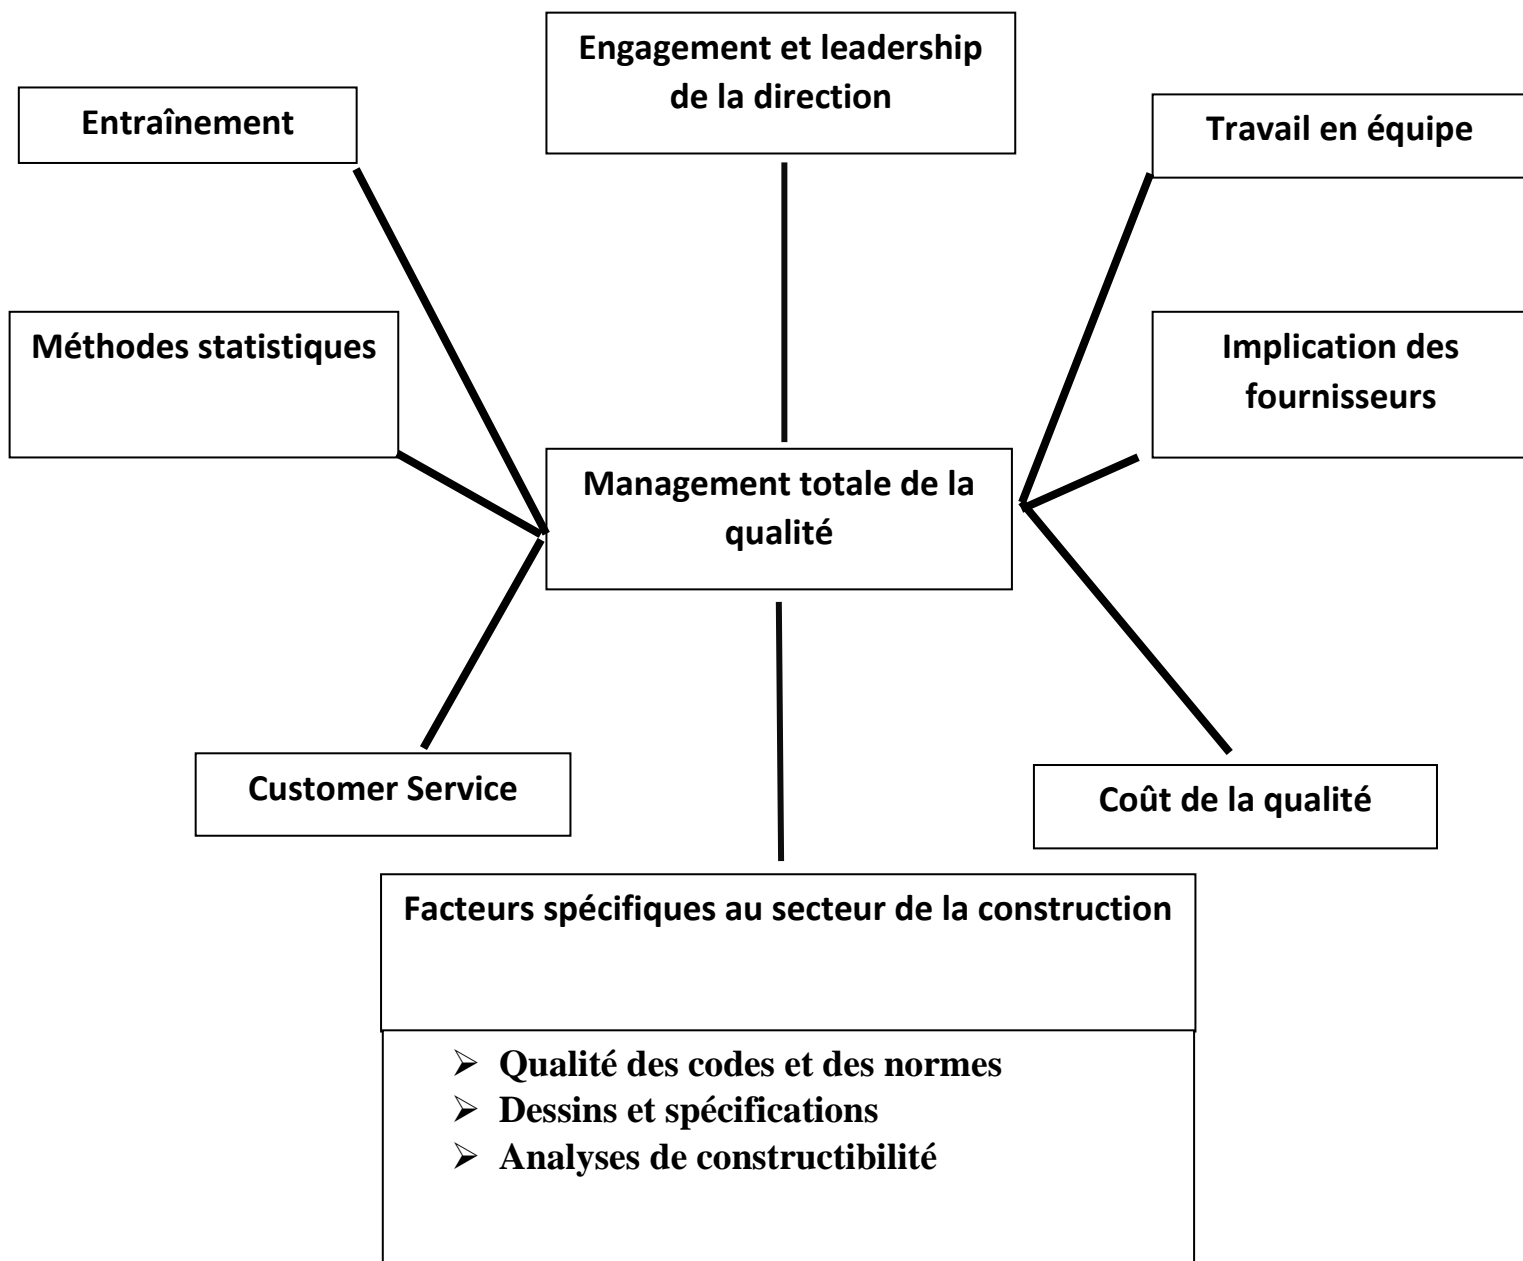 Engagement et leadership
de la direction
Entraînement
Travail en équipe
Méthodes statistiques
Implication des
fournisseurs
Management totale de la
qualité
Customer Service
Coût de la qualité
Facteurs spécifiques au secteur de la construction
➢ Qualité des codes et des normes
➢ Dessins et spécifications
➢ Analyses de constructibilité